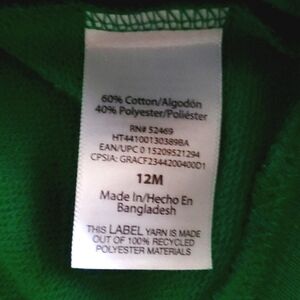 60% Cotton/Algodón
40% Polyester/Poliéster
RN# 52469
HT44100130389BA
EAN/UPC 0 15209521294
CPSIA: GRACF2344200400D1
12M
Made In/Hecho En
Bangladesh
THIS LABEL YARN IS MADE
OUT OF 100% RECYCLED
POLYESTER MATERIALS